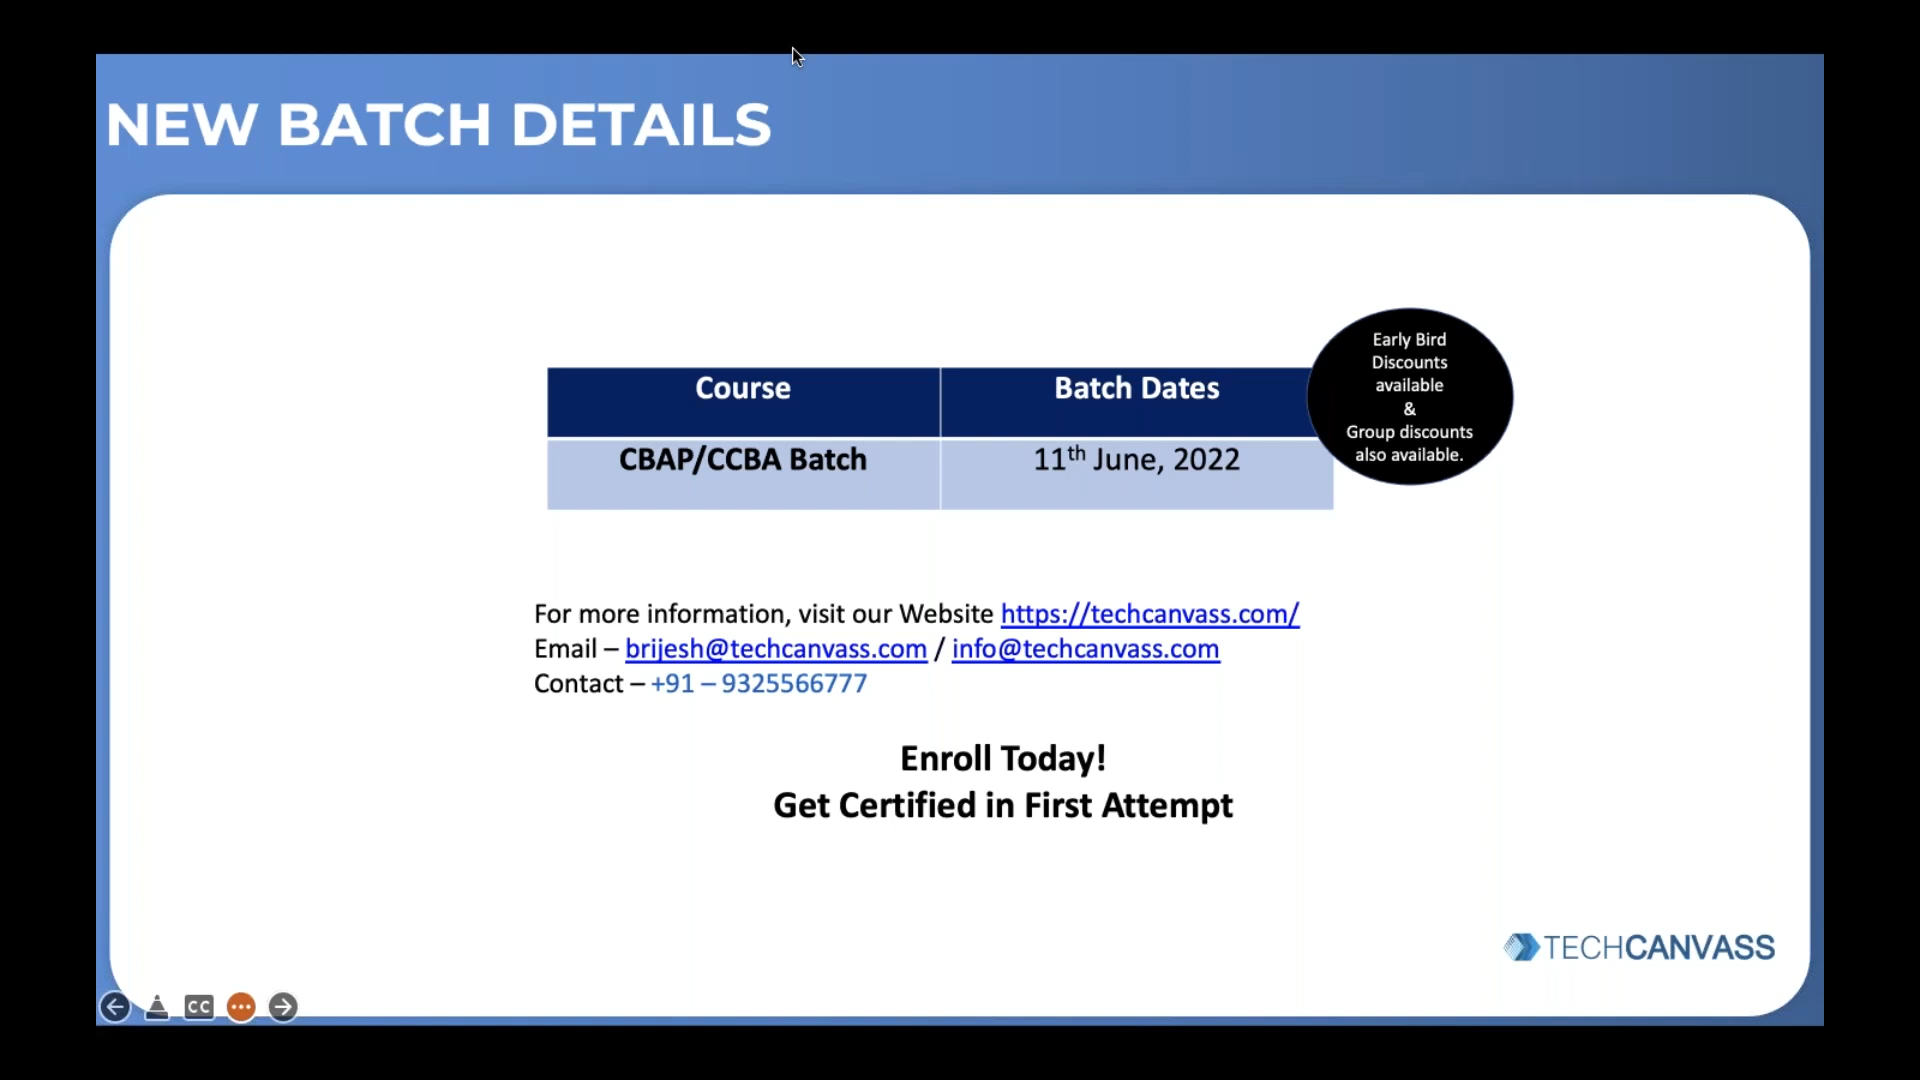 NEW BATCH DETAILS
Early Bird
Discounts
available
&
Group discounts
also available.
Course Batch Dates
CBAP/CCBA Batch 11th June, 2022
For more information, visit our Website https://techcanvass.com/
Email – brijesh@techcanvass.com / info@techcanvass.com
Contact – +91 – 9325566777
Enroll Today!
Get Certified in First Attempt
TECHCANVASS
CC